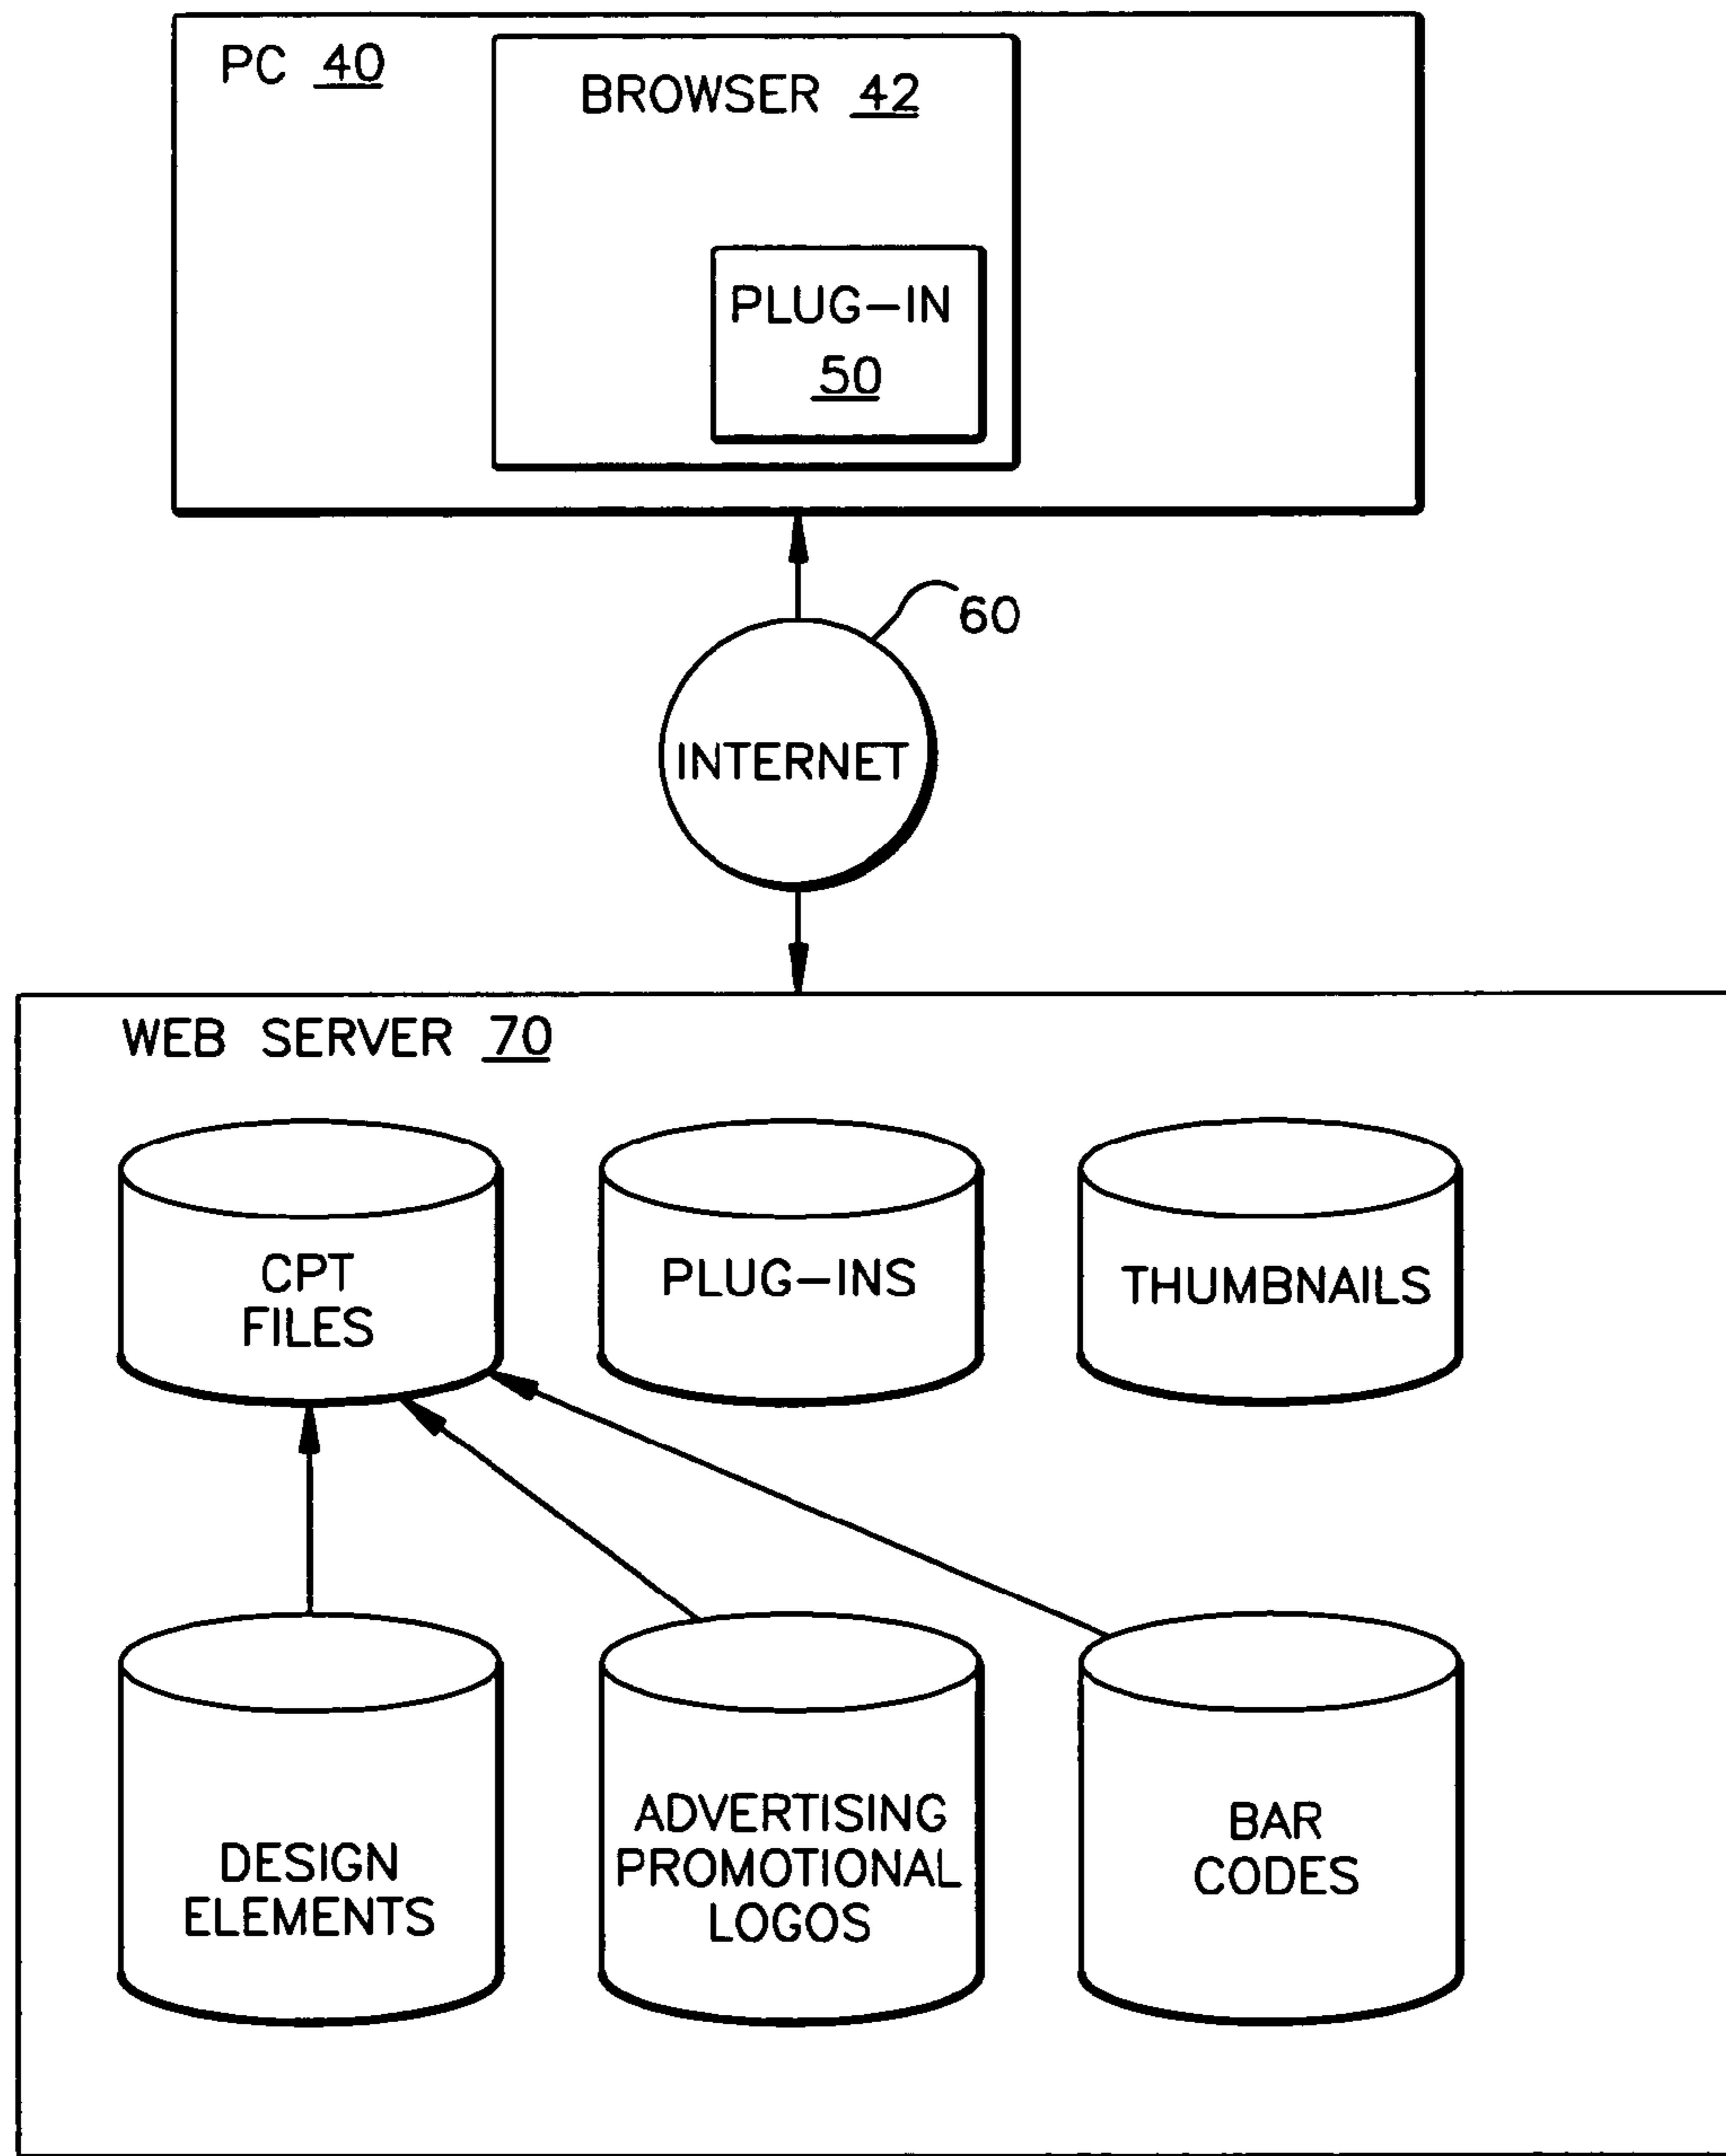 PC 40
BROWSER 42
PLUG-IN
50
60
INTERNET
WEB SERVER 70
CPT
FILES
PLUG-INS
THUMBNAILS
DESIGN
ELEMENTS
ADVERTISING
PROMOTIONAL
LOGOS
BAR
CODES